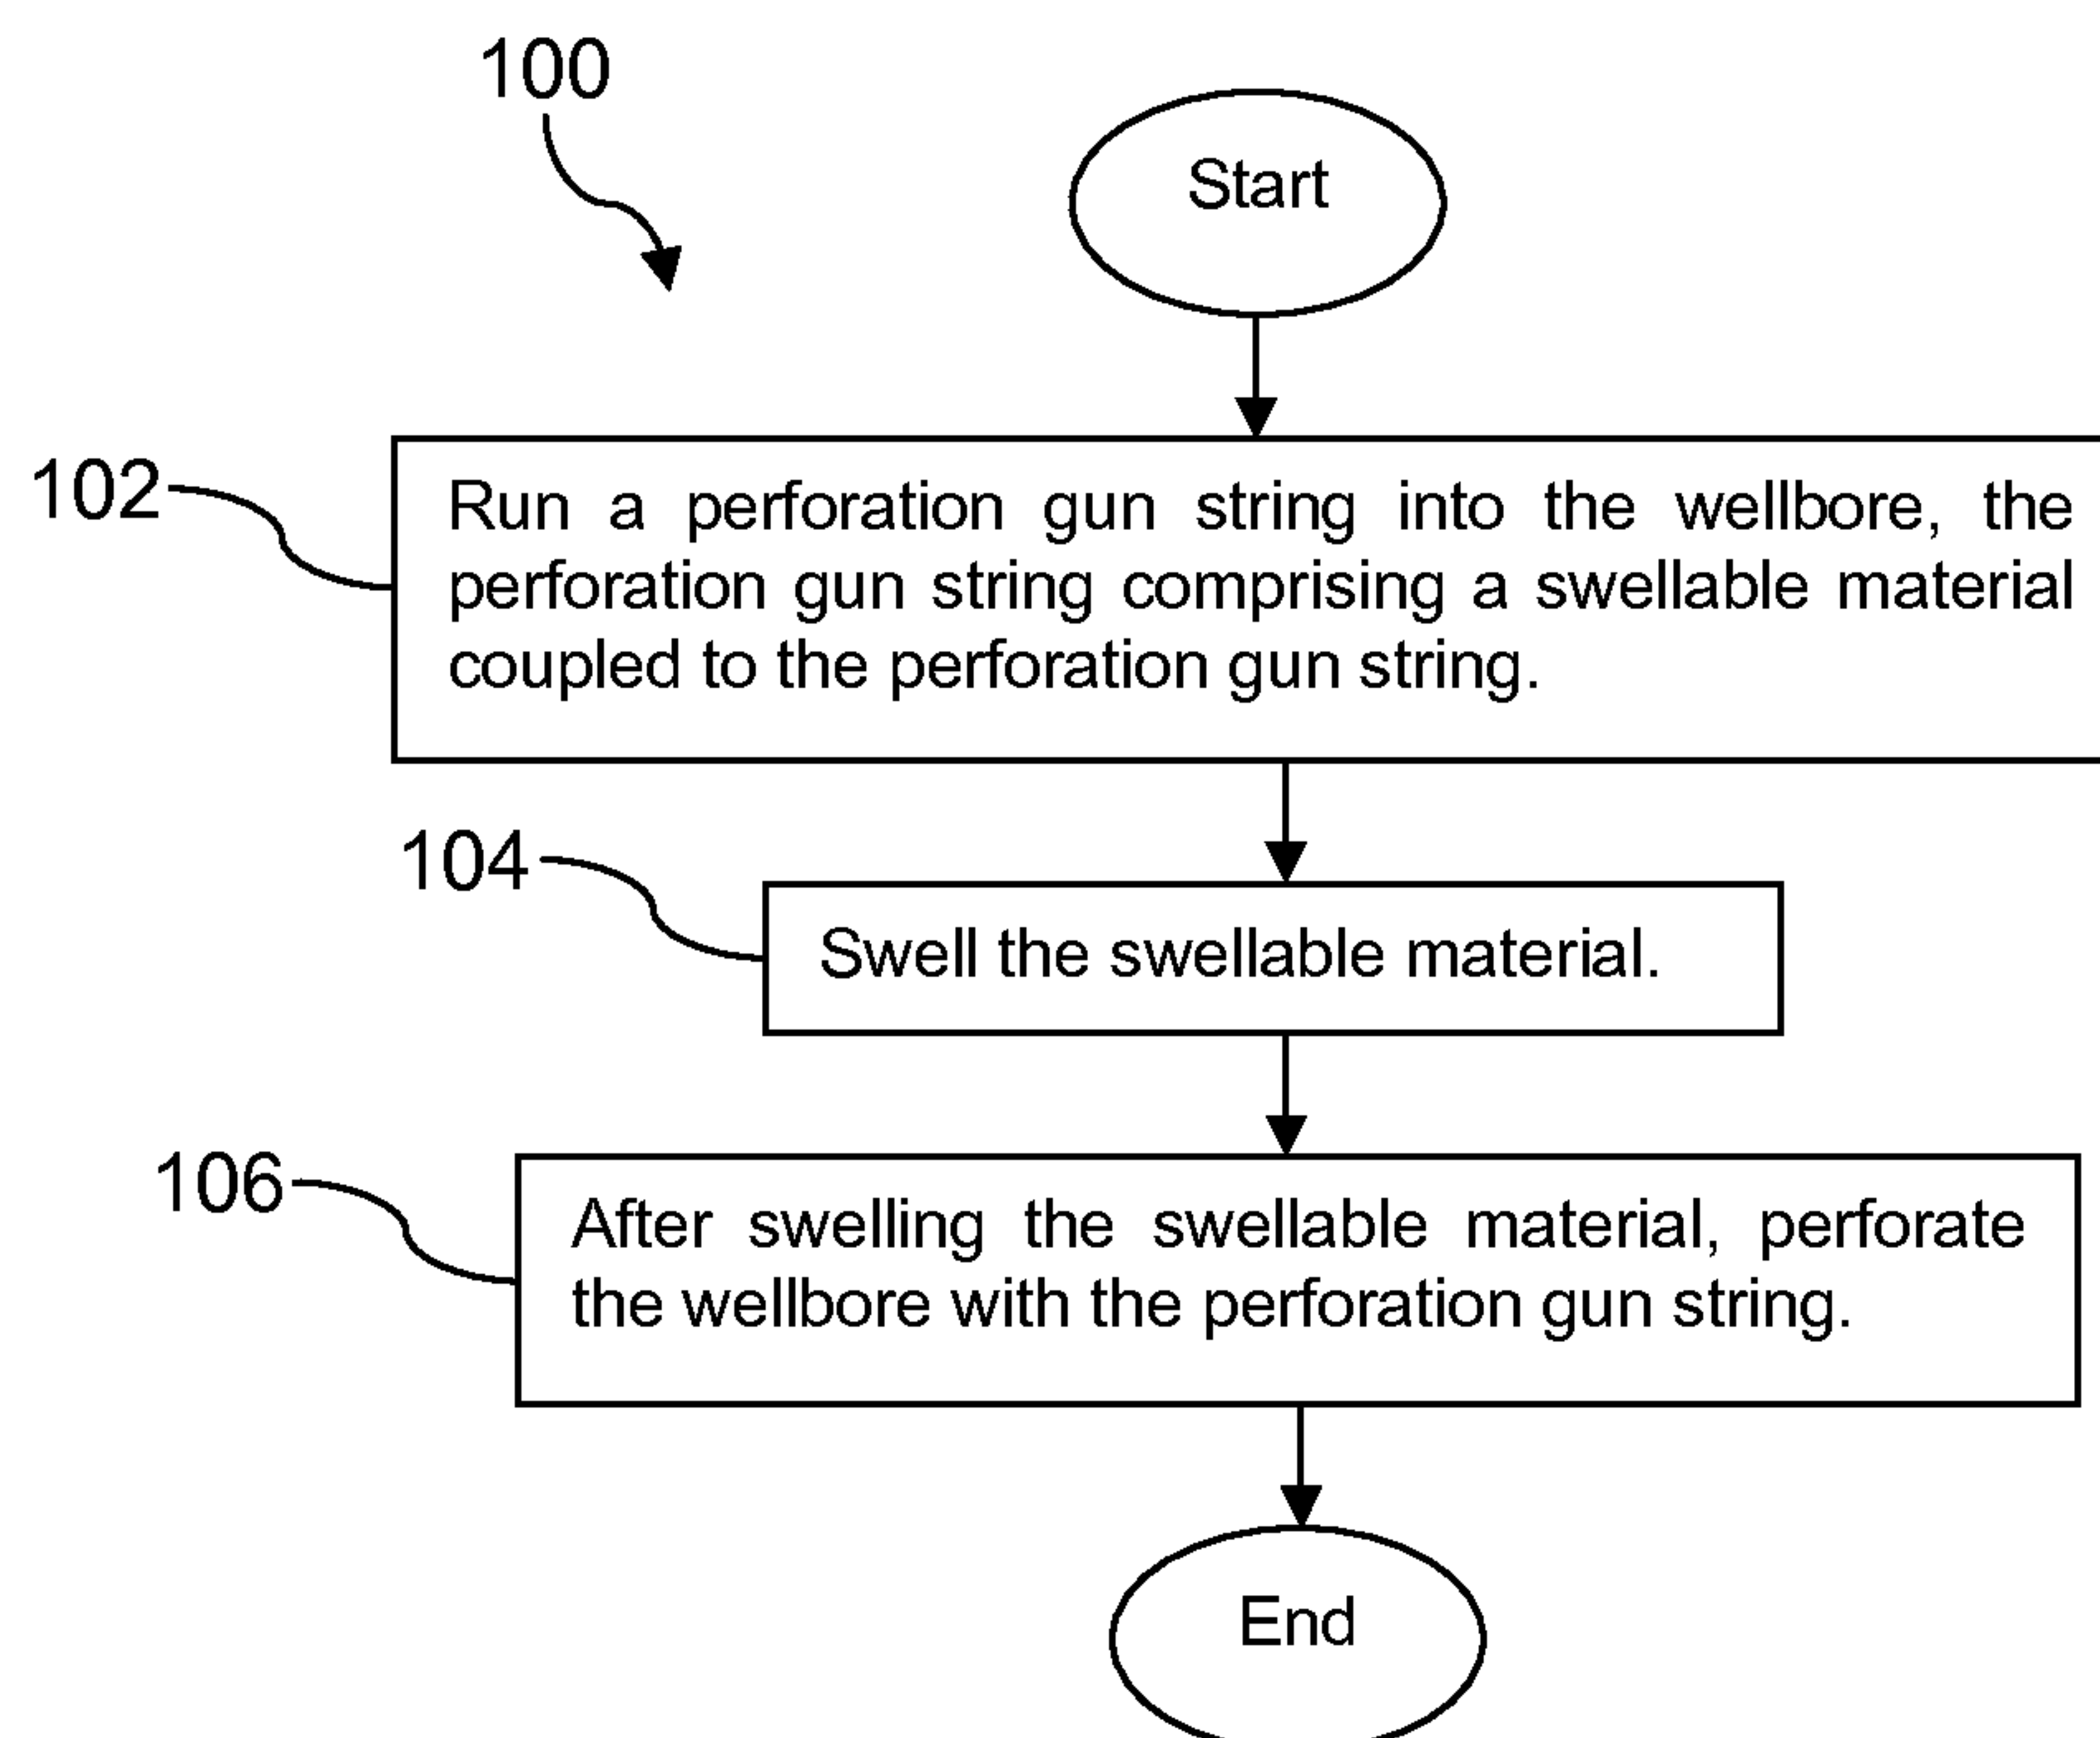 100
Start
102
Run a perforation gun string into the wellbore, the
perforation gun string comprising a swellable material
coupled to the perforation gun string.
104
Swell the swellable material.
106
After swelling the swellable material, perforate
the wellbore with the perforation gun string.
End